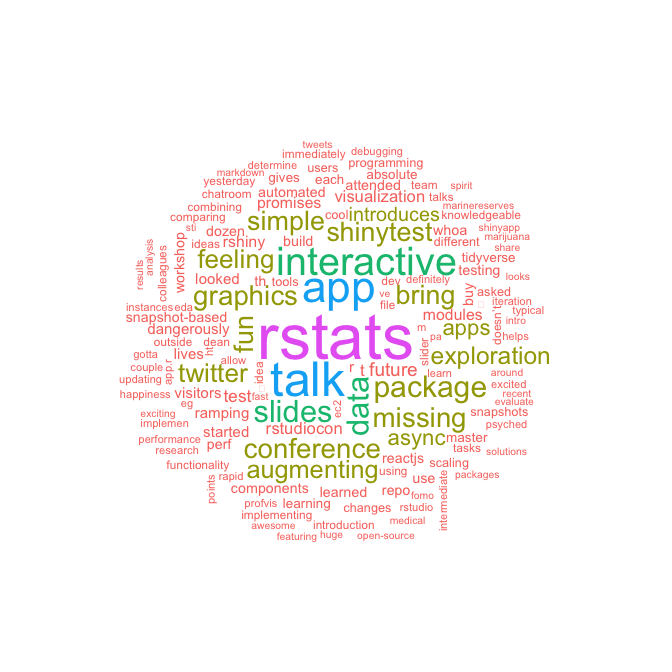 tweets
immediately debugging
determine users programming
markdown gives each absolute
yesterday automated attended team spirit
chatroom promises visualization talks
combining cool introduces marinereserves
comparing simple knowledgeable
sti dozen shinytest whoa shinyapp
ideas rshiny build different marijuana
workshop feeling interactive tidyverse share
colleagues looked th tools dev definitely testing looks
analysis results graphics app bring buy asked
instances eda ve file iteration
snapshot-based fun rstats m modules doesn't typical
dangerously apps intro
outside dean pa helps
gotta lives ht slider exploration
couple app.r allow idea talk r t future learn around
updating twitter fast package excited
happiness visitors test data recent
eg evaluate
exciting ramping slides ec2 missing snapshots
implemen started rstudiocon psyched
performance perf conference async master
research tasks solutions
functionality augmenting reactjs scaling
rapid using use packages
points components learned repo fomo intermediate
profvis learning changes rstudio
implementing medical
awesome introduction
featuring huge open-source